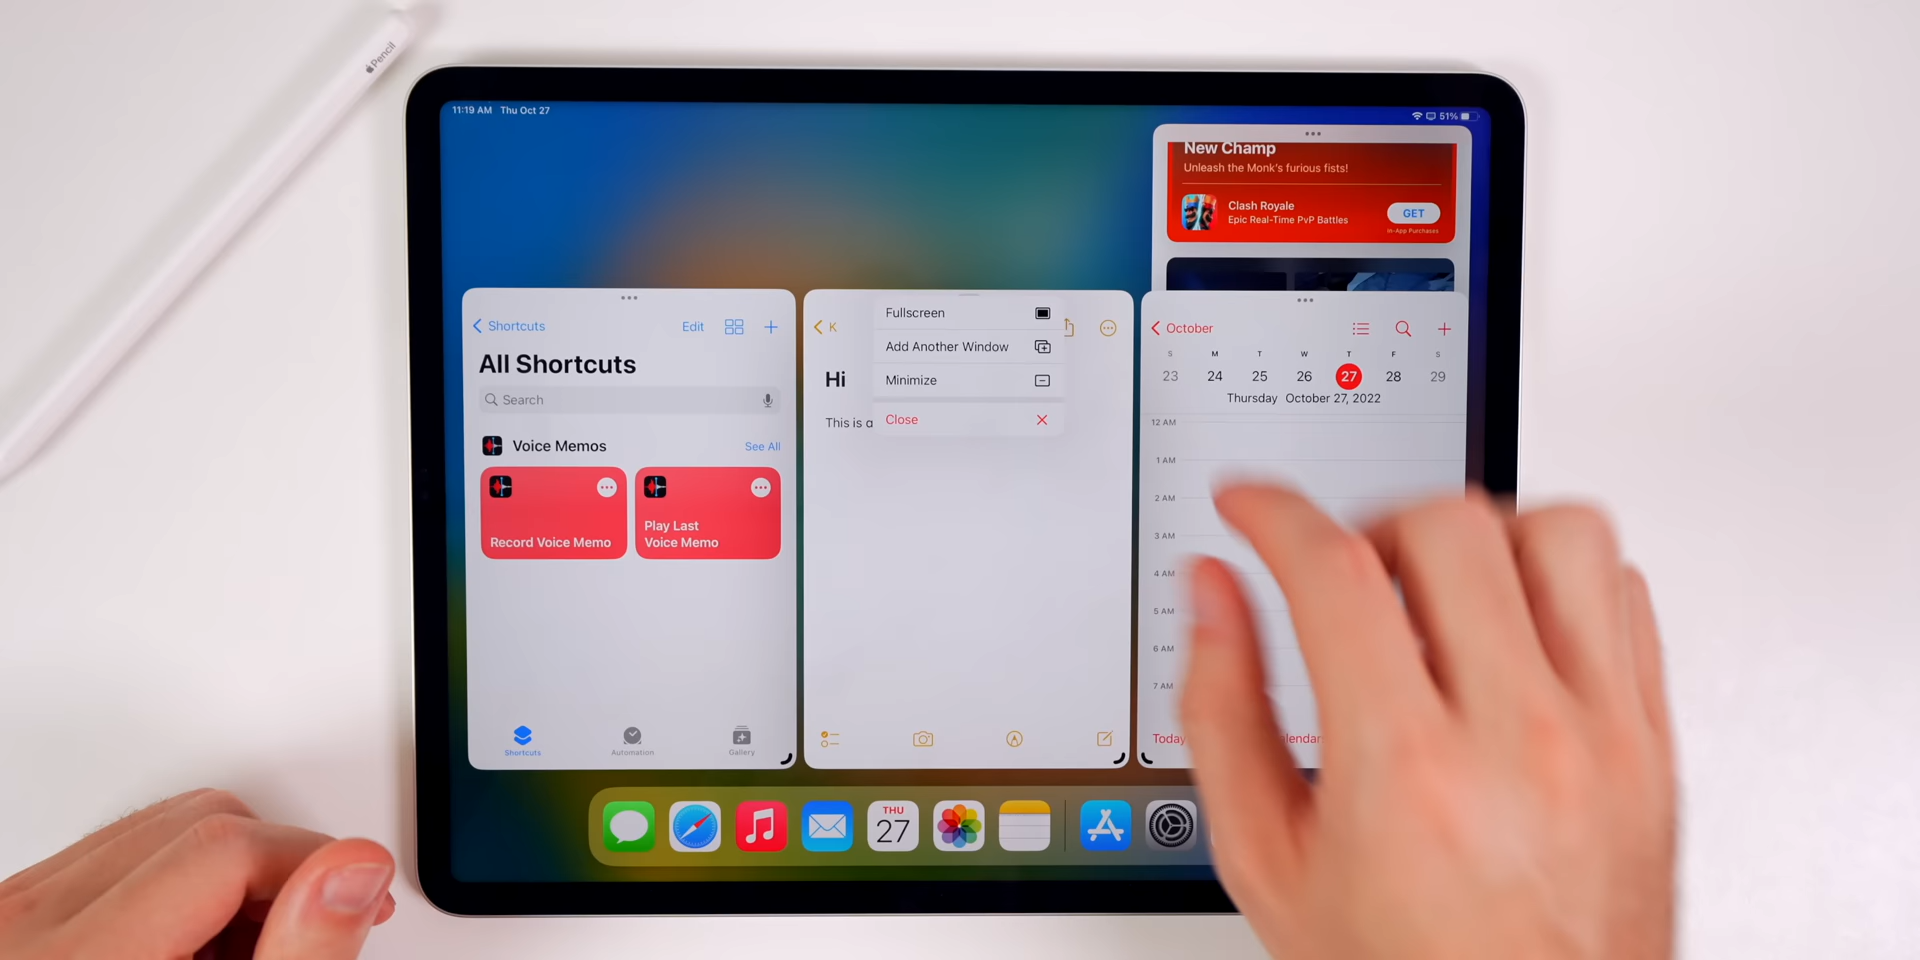 Pencil
11:19 AM Thu Oct 27
51%
New Champ
Unleash the Monk's furious fists!
Clash Royale
Epic Real-Time PvP Battles
GET
In-App Purchases
Shortcuts
Edit
All Shortcuts
Search
Voice Memos
See All
Record Voice Memo
Play Last
Voice Memo
Shortcuts
Automation
Gallery
K
Fullscreen
Add Another Window
Minimize
Close
Hi
This is a
October
S M T W T F S
23 24 25 26 27 28 29
Thursday October 27, 2022
12 AM
1 AM
2 AM
3 AM
4 AM
5 AM
6 AM
7 AM
Today
THU
27